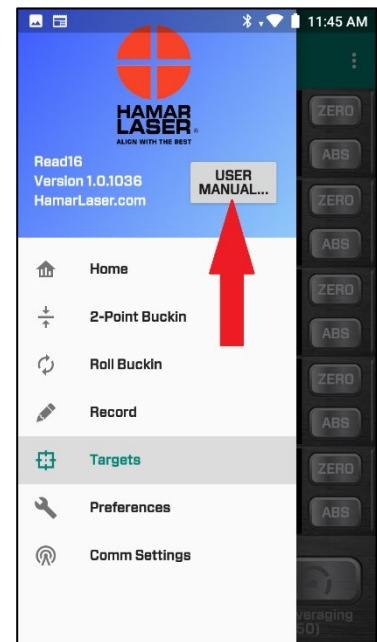 11:45 AM
HAMAR
LASER®
ALIGN WITH THE BEST
Read16
Version 1.0.1036
HamarLaser.com
USER
MANUAL...
Home
2-Point Buckin
Roll Buckin
Record
Targets
Preferences
Comm Settings
ZERO
ABS
ZERO
ABS
ZERO
ABS
ZERO
ABS
ZERO
ABS
veraging
50)